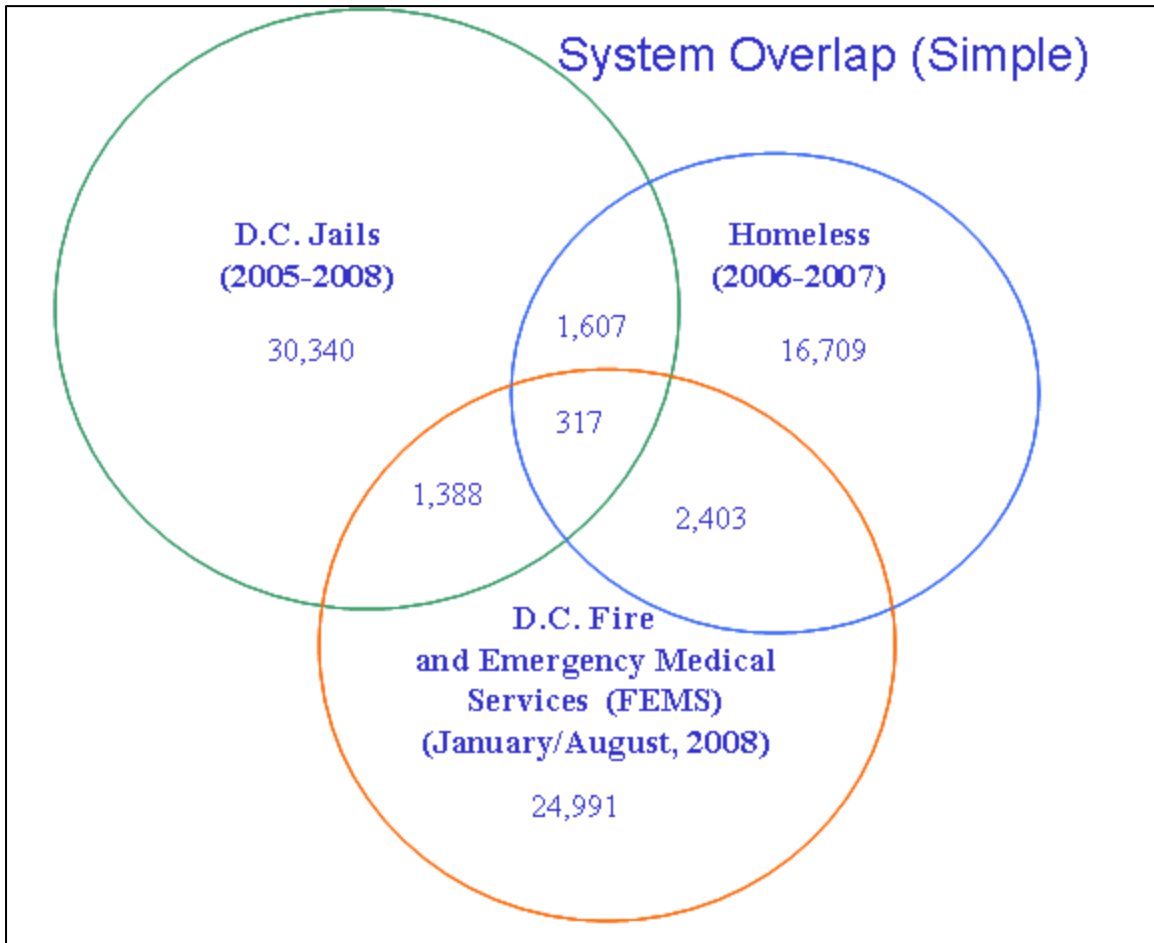 System Overlap (Simple)
D.C. Jails
(2005-2008)
30,340
Homeless
(2006-2007)
16,709
1,607
317
1,388
2,403
D.C. Fire
and Emergency Medical
Services (FEMS)
(January/August, 2008)
24,991